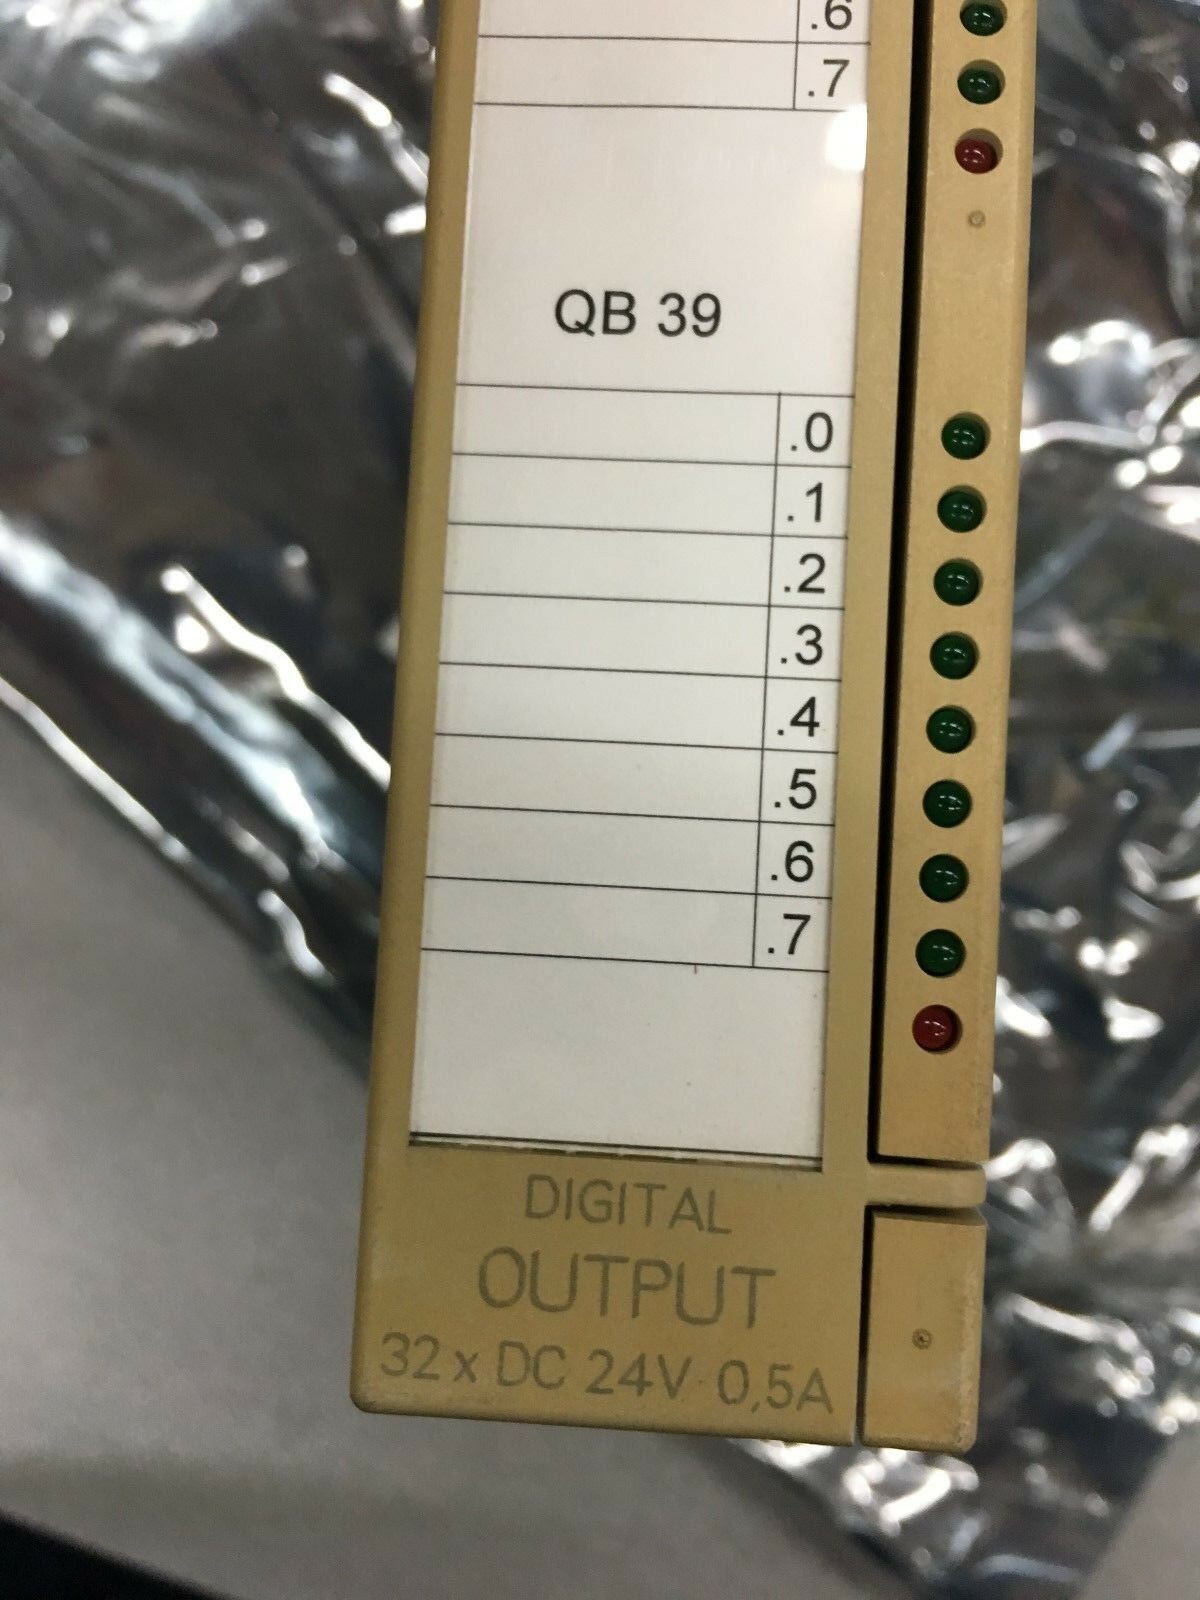 .6
.7
QB 39
.0
.1
.2
.3
.4
.5
.6
.7
DIGITAL
OUTPUT
32 x DC 24V 0,5A